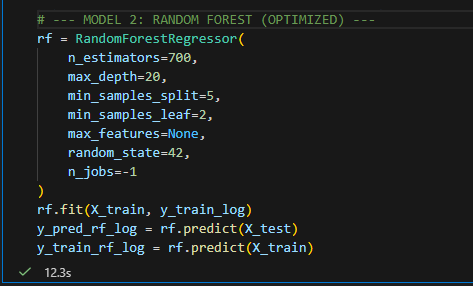 # --- MODEL 2: RANDOM FOREST (OPTIMIZED) ---
rf = RandomForestRegressor(
    n_estimators=700,
    max_depth=20,
    min_samples_split=5,
    min_samples_leaf=2,
    max_features=None,
    random_state=42,
    n_jobs=-1
)
rf.fit(X_train, y_train_log)
y_pred_rf_log = rf.predict(X_test)
y_train_rf_log = rf.predict(X_train)
12.3s